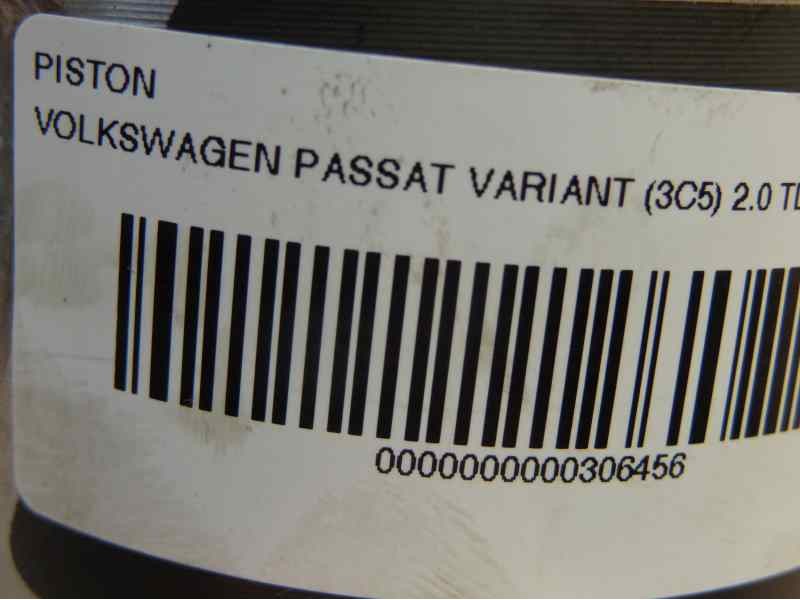 PISTON
VOLKSWAGEN PASSAT VARIANT (3C5) 2.0
0000000000306456